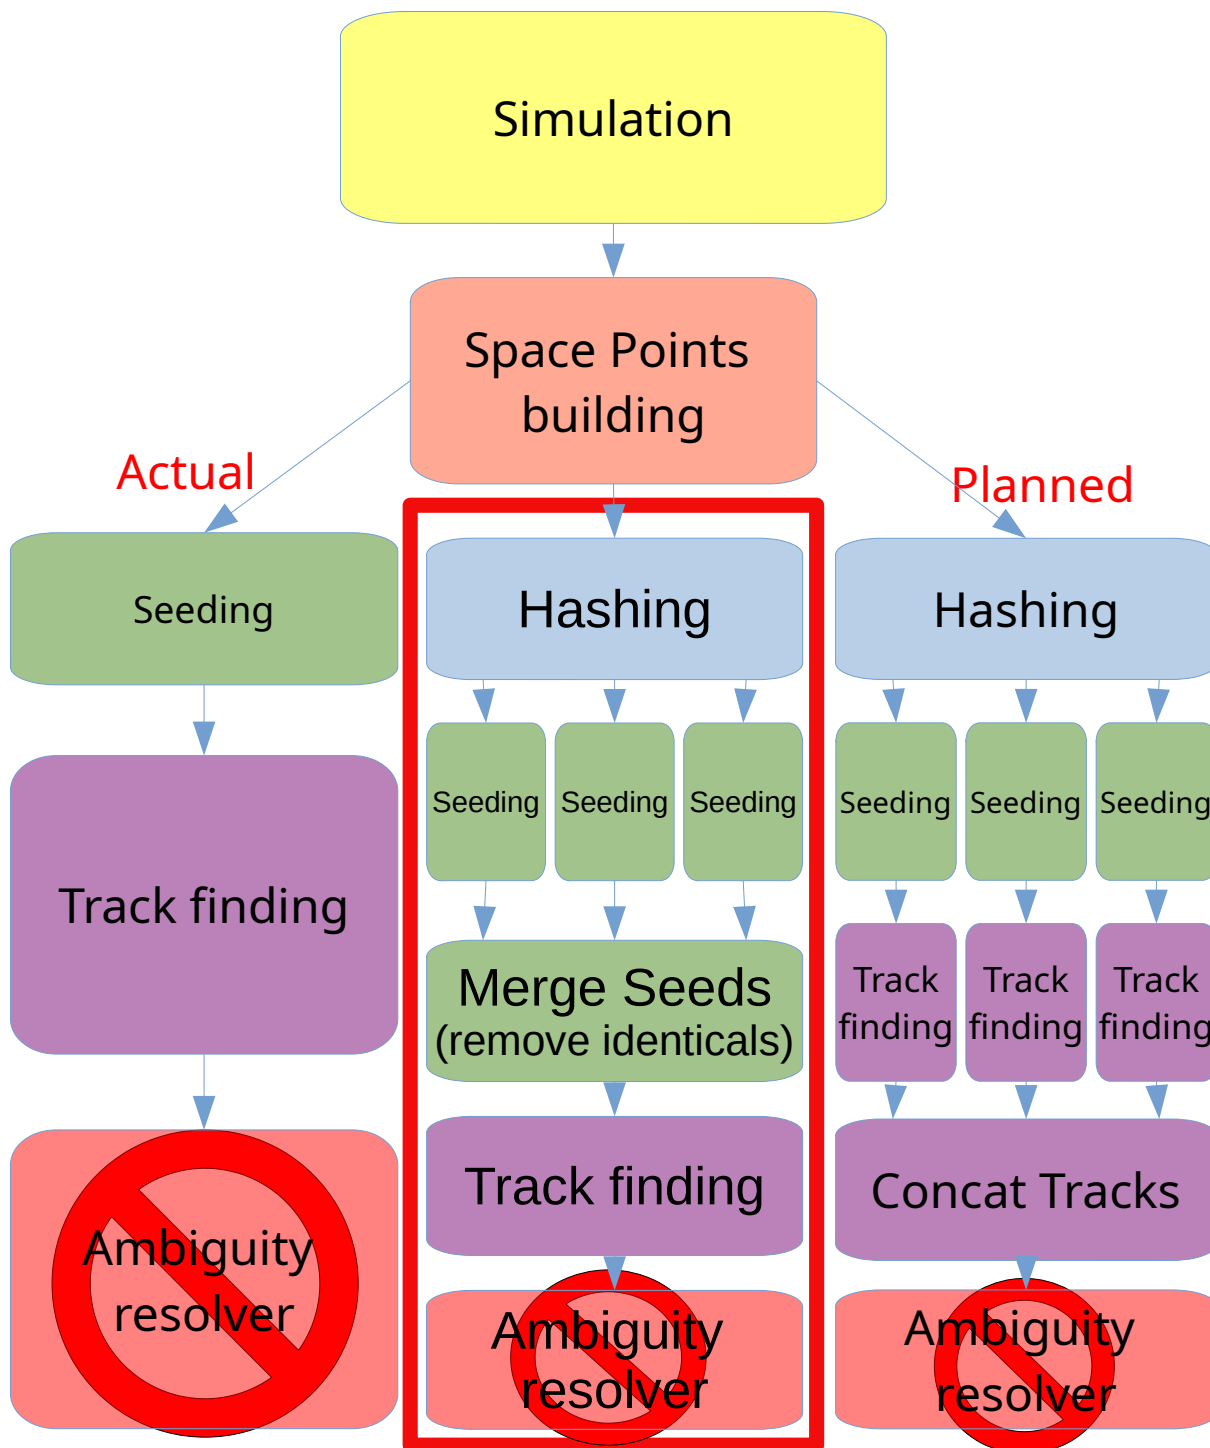 Simulation
Space Points
building
Actual
Planned
Seeding
Track finding
Ambiguity
resolver
Hashing
Seeding Seeding Seeding
Merge Seeds
(remove identicals)
Track finding
Ambiguity
resolver
Hashing
Seeding Seeding Seeding
Track Track Track
finding finding finding
Concat Tracks
Ambiguity
resolver